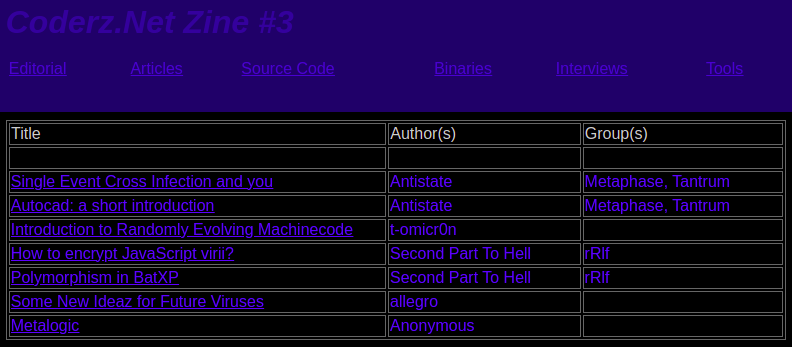 Coderz.Net Zine #3
Editorial Articles Source Code Binaries Interviews Tools
Title Author(s) Group(s)
Single Event Cross Infection and you Antistate Metaphase, Tantrum
Autocad: a short introduction Antistate Metaphase, Tantrum
Introduction to Randomly Evolving Machinecode t-omicr0n
How to encrypt JavaScript virii? Second Part To Hell rRlf
Polymorphism in BatXP Second Part To Hell rRlf
Some New Ideaz for Future Viruses allegro
Metalogic Anonymous